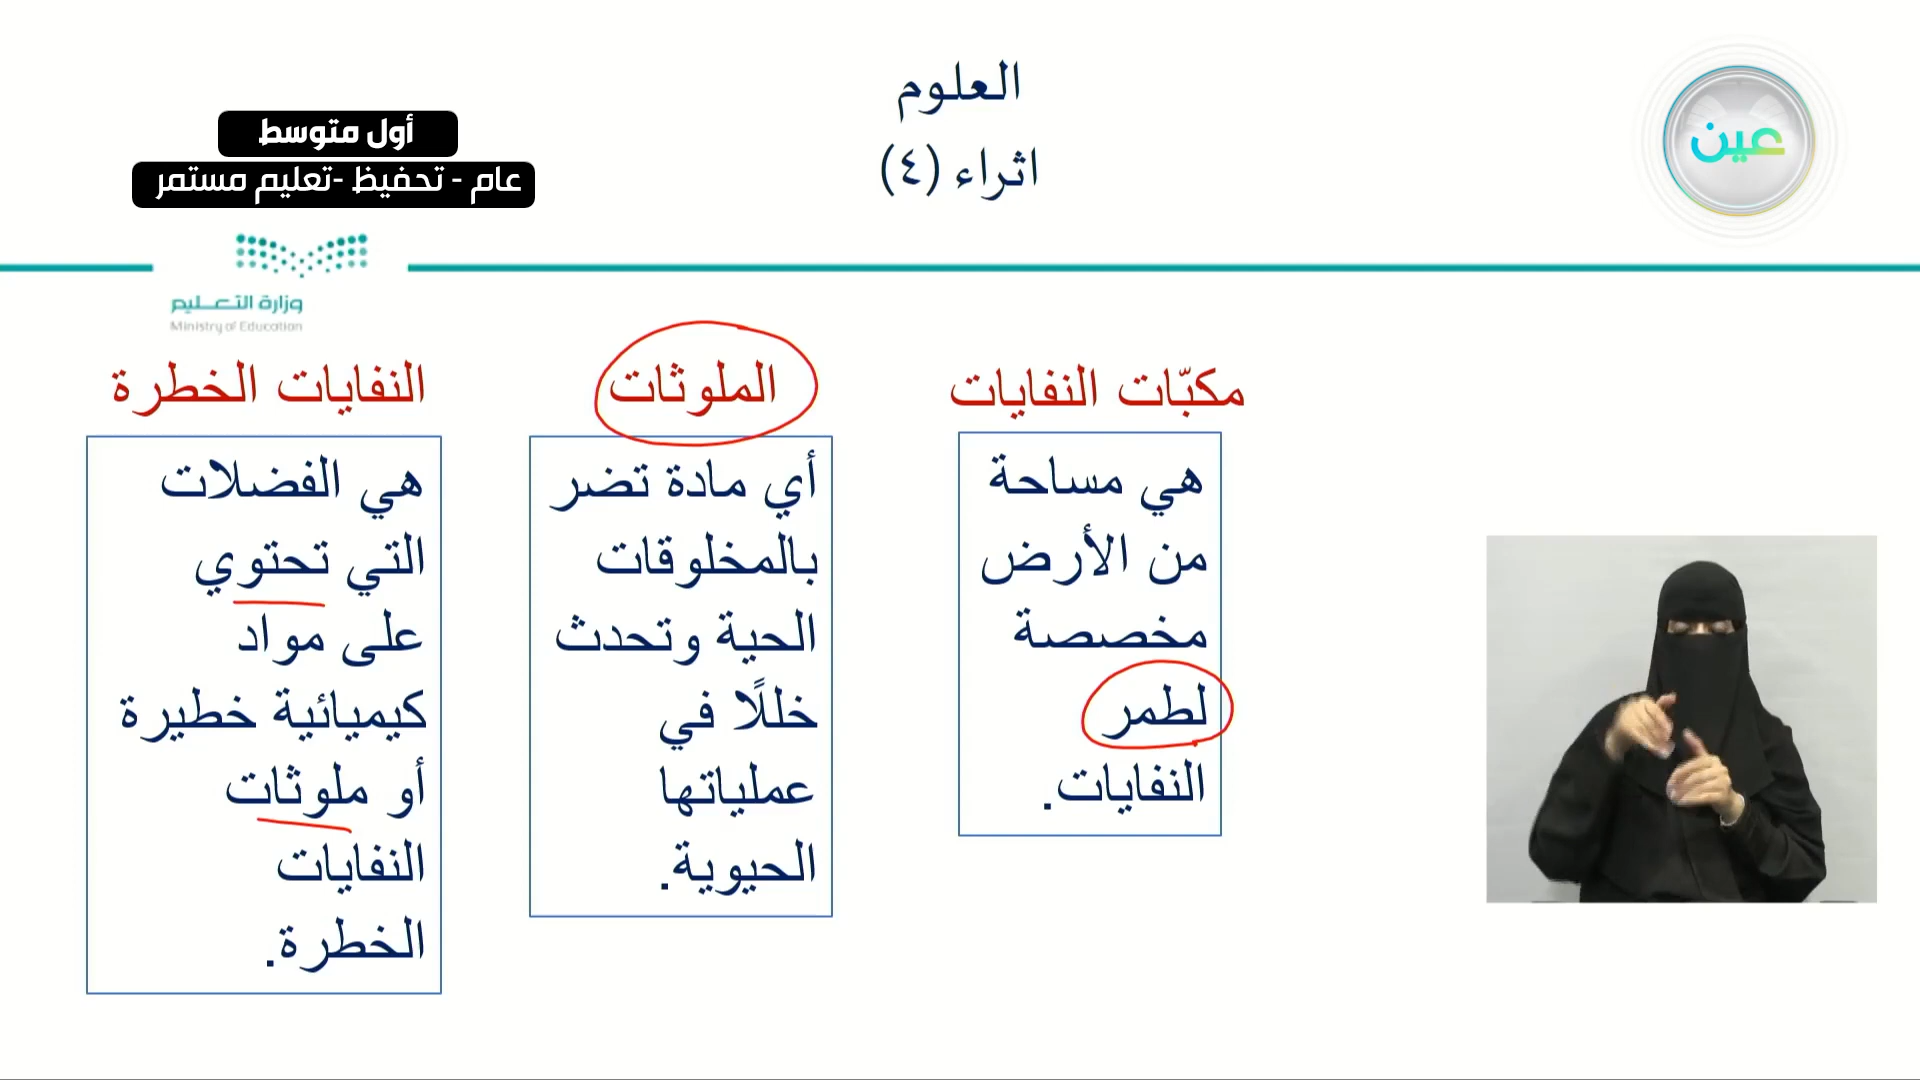 العلوم
اثراء (٤)
عين
أول متوسط
عام - تحفيظ -تعليم مستمر
وزارة التعليم
Ministry of Education
مكبّات النفايات
هي مساحة
من الأرض
مخصصة
لطمر
النفايات.
الملوثات
أي مادة تضر
بالمخلوقات
الحية وتحدث
خللًا في
عملياتها
الحيوية.
النفايات الخطرة
هي الفضلات
التي تحتوي
على مواد
كيميائية خطيرة
أو ملوثات
النفايات
الخطرة.